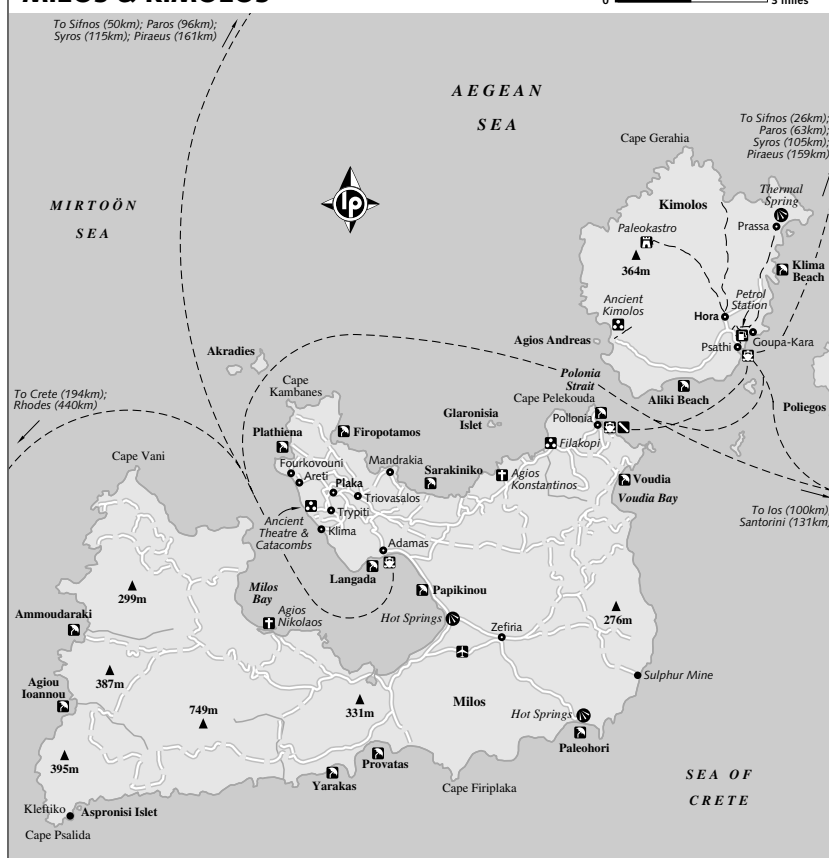 MILOS & KIMOLOS
0
3 miles
To Sifnos (50km); Paros (96km);
Syros (115km); Piraeus (161km)
AEGEAN
SEA
To Sifnos (26km);
Paros (63km);
Syros (105km);
Piraeus (159km)
Cape Gerahia
MIRTOÖN
SEA
lp
Kimolos
Thermal
Spring
Paleokastro
Prassa
364m
Klima
Beach
Ancient
Kimolos
Petrol
Station
Hora
Goupa-Kara
Psathi
Agios Andreas
Akradies
Polonia
Strait
Aliki Beach
Poliegos
To Crete (194km);
Rhodes (440km)
Cape
Kambanes
Cape Pelekouda
Glaronisia
Islet
Pollonia
Plathiena
Firopotamos
Filakopi
Cape Vani
Fourkovouni
Areti
Mandrakia
Sarakiniko
Agios
Konstantinos
Voudia
Voudia Bay
Plaka
Triovasalos
Trypiti
Ancient
Theatre &
Catacombs
Klima
To Ios (100km);
Santorini (131km)
Adamas
Langada
Milos
Bay
Papikinou
299m
Agios
Nikolaos
Hot Springs
276m
Ammoudaraki
Zefiria
387m
Sulphur Mine
Agiou
Ioannou
749m
331m
Milos
Hot Springs
Paleohori
395m
Provatas
Yarakas
Cape Firiplaka
SEA OF
CRETE
Kleftiko
Aspronisi Islet
Cape Psalida